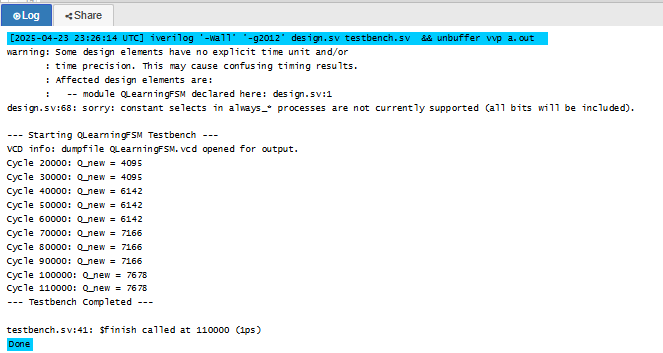 Log Share
[2025-04-23 23:26:14 UTC] iverilog '-Wall' '-g2012' design.sv testbench.sv && unbuffer vvp a.out
warning: Some design elements have no explicit time unit and/or
: time precision. This may cause confusing timing results.
: Affected design elements are:
: -- module QLearningFSM declared here: design.sv:1
design.sv:68: sorry: constant selects in always_* processes are not currently supported (all bits will be included).
--- Starting QLearningFSM Testbench ---
VCD info: dumpfile QLearningFSM.vcd opened for output.
Cycle 20000: Q_new = 4095
Cycle 30000: Q_new = 4095
Cycle 40000: Q_new = 6142
Cycle 50000: Q_new = 6142
Cycle 60000: Q_new = 6142
Cycle 70000: Q_new = 7166
Cycle 80000: Q_new = 7166
Cycle 90000: Q_new = 7166
Cycle 100000: Q_new = 7678
Cycle 110000: Q_new = 7678
--- Testbench Completed ---
testbench.sv:41: $finish called at 110000 (1ps)
Done